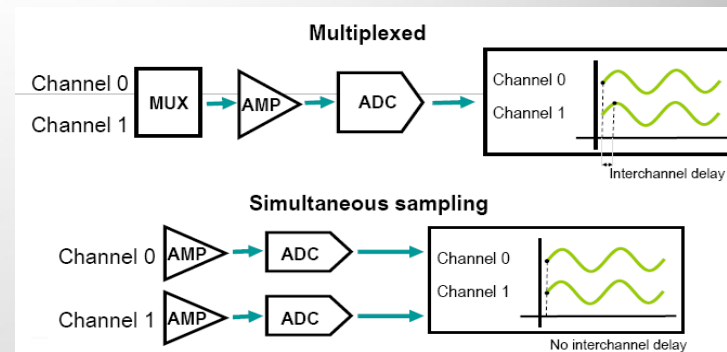 Multiplexed
Channel 0
Channel 1
MUX
AMP
ADC
Channel 0
Channel 1
Interchannel delay
Simultaneous sampling
Channel 0
AMP
ADC
Channel 1
AMP
ADC
Channel 0
Channel 1
No interchannel delay